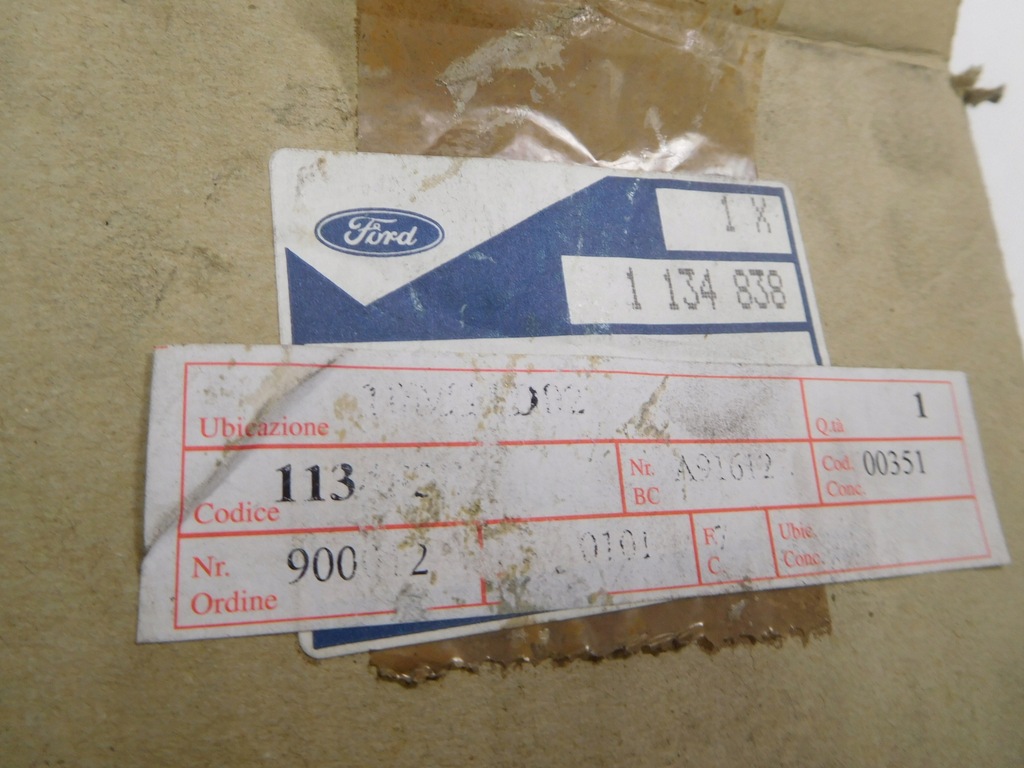 Ford
1 X
1 134 838
Ubicazione
Q.tà 1
Codice 113
Nr. BC A91612
Cod. Conc. 00351
Nr. Ordine 900 2
0101
F 7
C
Ubic. Conc.